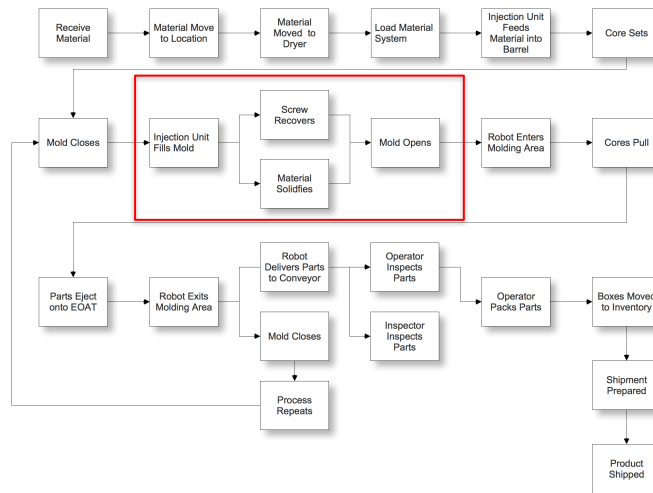 Receive
Material
Material Move
to Location
Material
Moved to
Dryer
Load Material
System
Injection Unit
Feeds
Material into
Barrel
Core Sets
Mold Closes
Injection Unit
Fills Mold
Screw
Recovers
Material
Solidfies
Mold Opens
Robot Enters
Molding Area
Cores Pull
Parts Eject
onto EOAT
Robot Exits
Molding Area
Robot
Delivers Parts
to Conveyor
Mold Closes
Process
Repeats
Operator
Inspects
Parts
Inspector
Inspects
Parts
Operator
Packs Parts
Boxes Moved
to Inventory
Shipment
Prepared
Product
Shipped